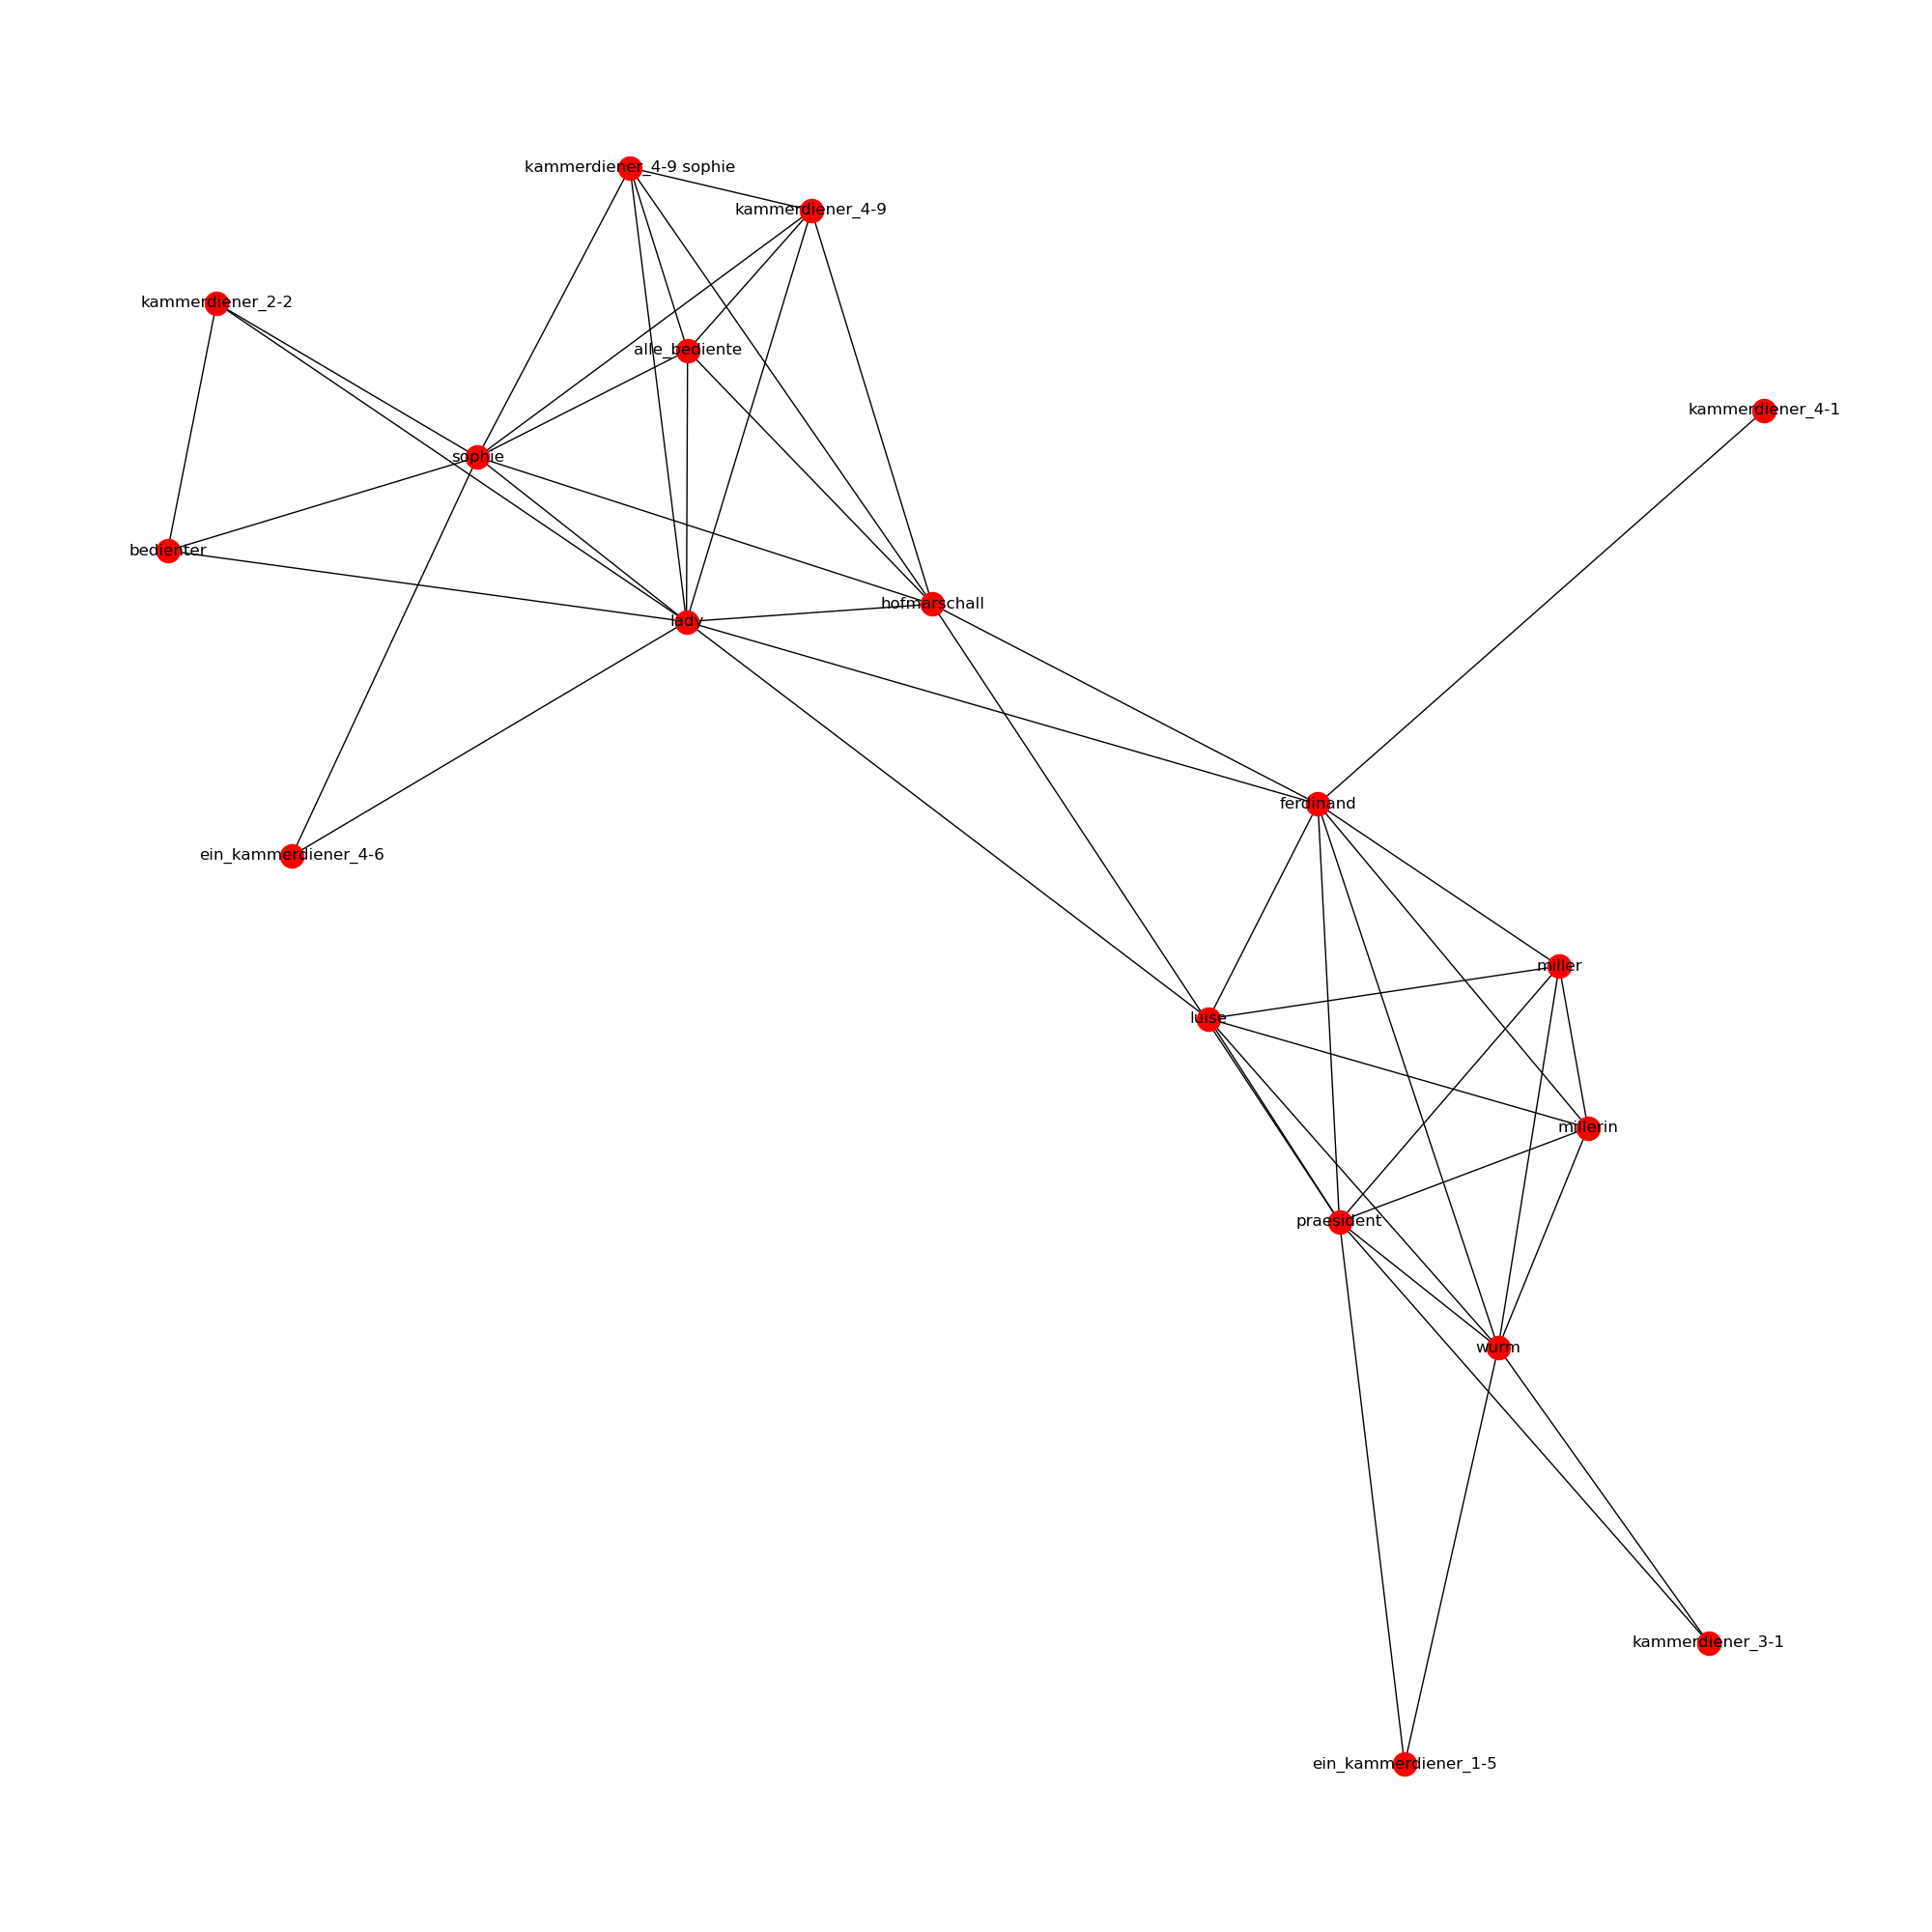 kammerdiener_4-9 sophie
kammerdiener_4-9
kammerdiener_2-2
alle_bediente
kammerdiener_4-1
sophie
bedienter
hofmarschall
lady
ferdinand
ein_kammerdiener_4-6
miller
luise
millerin
praesident
wurm
kammerdiener_3-1
ein_kammerdiener_1-5